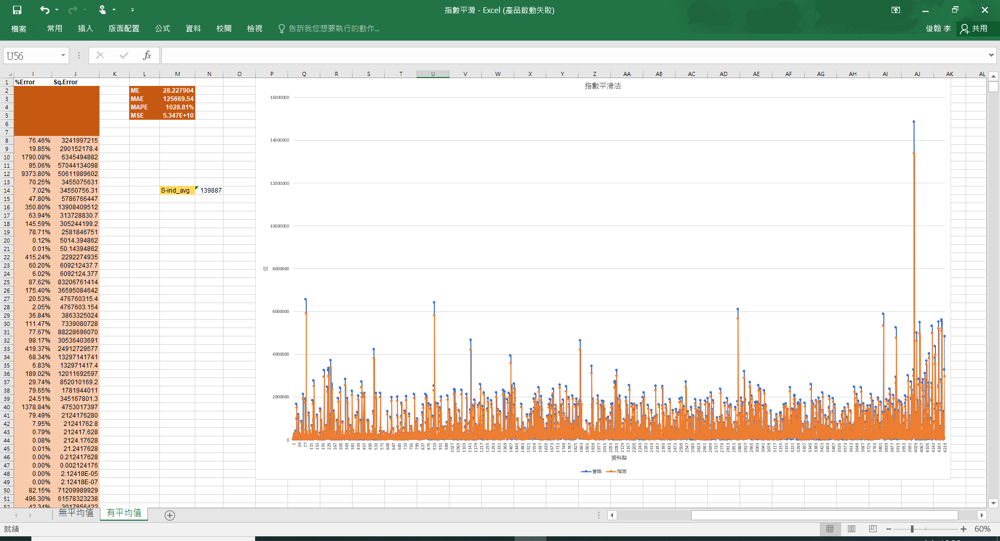 指數平滑 - Excel (產品啟動失敗)
檔案 常用 插入 版面配置 公式 資料 校閱 檢視 告訴我您想要執行的動作... 俊翰 李 共用
U56 fx
I J K L M N O P Q R S T U V W X Y Z AA AB AC AD AE AF AG AH AI AJ AK AL
1 %Error Sq.Error
2 ME 28.227904
3 MAE 125669.54
4 MAPE 1028.81%
5 MSE 5.347E+10
6
7
8 76.46% 3241997215
9 19.85% 290152178.4
10 1790.08% 6345494882
11 95.06% 57044134098
12 9373.80% 50611989602
13 70.25% 3455075631
14 7.02% 34550756.31 S-ind_avg 139887
15 47.80% 5786766447
16 350.80% 13908409512
17 63.94% 313728830.7
18 145.59% 305244199.2
19 78.71% 2581846751
20 0.12% 5014.394862
21 0.01% 50.14394862
22 415.24% 2292274935
23 60.20% 609212437.7
24 6.02% 6092124.377
25 87.62% 83206761414
26 175.40% 36595084642
27 20.53% 476760315.4
28 2.05% 4767603.154
29 36.84% 3863325024
30 111.47% 7339080728
31 77.67% 88228696070
32 98.17% 30536403691
33 419.37% 24912729577
34 68.34% 13297141741
35 6.83% 132971417.4
36 189.02% 12011692597
37 29.74% 852010169.2
38 79.65% 1781944011
39 24.51% 345167801.3
40 1378.84% 4753017397
41 79.49% 2124176280
42 7.95% 21241762.8
43 0.79% 212417.628
44 0.08% 2124.17628
45 0.01% 21.2417628
46 0.00% 0.212417628
47 0.00% 0.002124176
48 0.00% 2.12418E-05
49 0.00% 2.12418E-07
50 82.15% 71209989929
51 496.30% 61578323238
52 42.34% 3017856422
指數平滑法
16000000
14000000
12000000
10000000
值 8000000
6000000
4000000
2000000
0
1 39 77 115 153 191 229 267 305 343 381 419 457 495 533 571 609 647 685 723 761 799 837 875 913 951 989 1027 1065 1103 1141 1179 1217 1255 1293 1331 1369 1407 1445 1483 1521 1559 1597 1635 1673 1711 1749 1787 1825 1863 1901 1939 1977 2015 2053 2091 2129 2167 2205 2243 2281 2319 2357 2395 2433 2471 2509 2547 2585 2623 2661 2699 2737 2775 2813 2851 2889 2927 2965 3003 3041 3079 3117 3155 3193 3231 3269 3307 3345 3383 3421 3459 3497 3535 3573 3611 3649 3687 3725 3763 3801 3839 3877 3915 3953 3991 4029 4067 4105 4143 4181 4219
資料點
實際 預測
無平均值 有平均值
就緒 60%